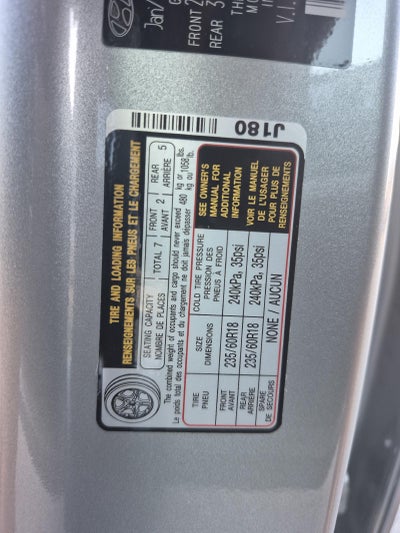 Jan/
FRONT 2
REAR 3
TH
M
I
V.I.
J180
TIRE AND LOADING INFORMATION
RENSEIGNEMENTS SUR LES PNEUS ET LE CHARGEMENT
SEATING CAPACITY
NOMBRE DE PLACES
TOTAL 7
FRONT
AVANT
2
REAR
ARRIÈRE
5
The combined weight of occupants and cargo should never exceed 480 kg or 1058 lbs.
Le poids total des occupants et du chargement ne doit jamais dépasser 480 kg ou 1058 lbs.
TIRE
PNEU
SIZE
DIMENSIONS
COLD TIRE PRESSURE
PRESSION DES
PNEUS À FROID
FRONT
AVANT
235/60R18
240kPa, 35psi
REAR
ARRIÈRE
235/60R18
240kPa, 35psi
SPARE
DE SECOURS
NONE / AUCUN
SEE OWNER'S
MANUAL FOR
ADDITIONAL
INFORMATION
VOIR LE MANUEL
DE L'USAGER
POUR PLUS DE
RENSEIGNEMENTS